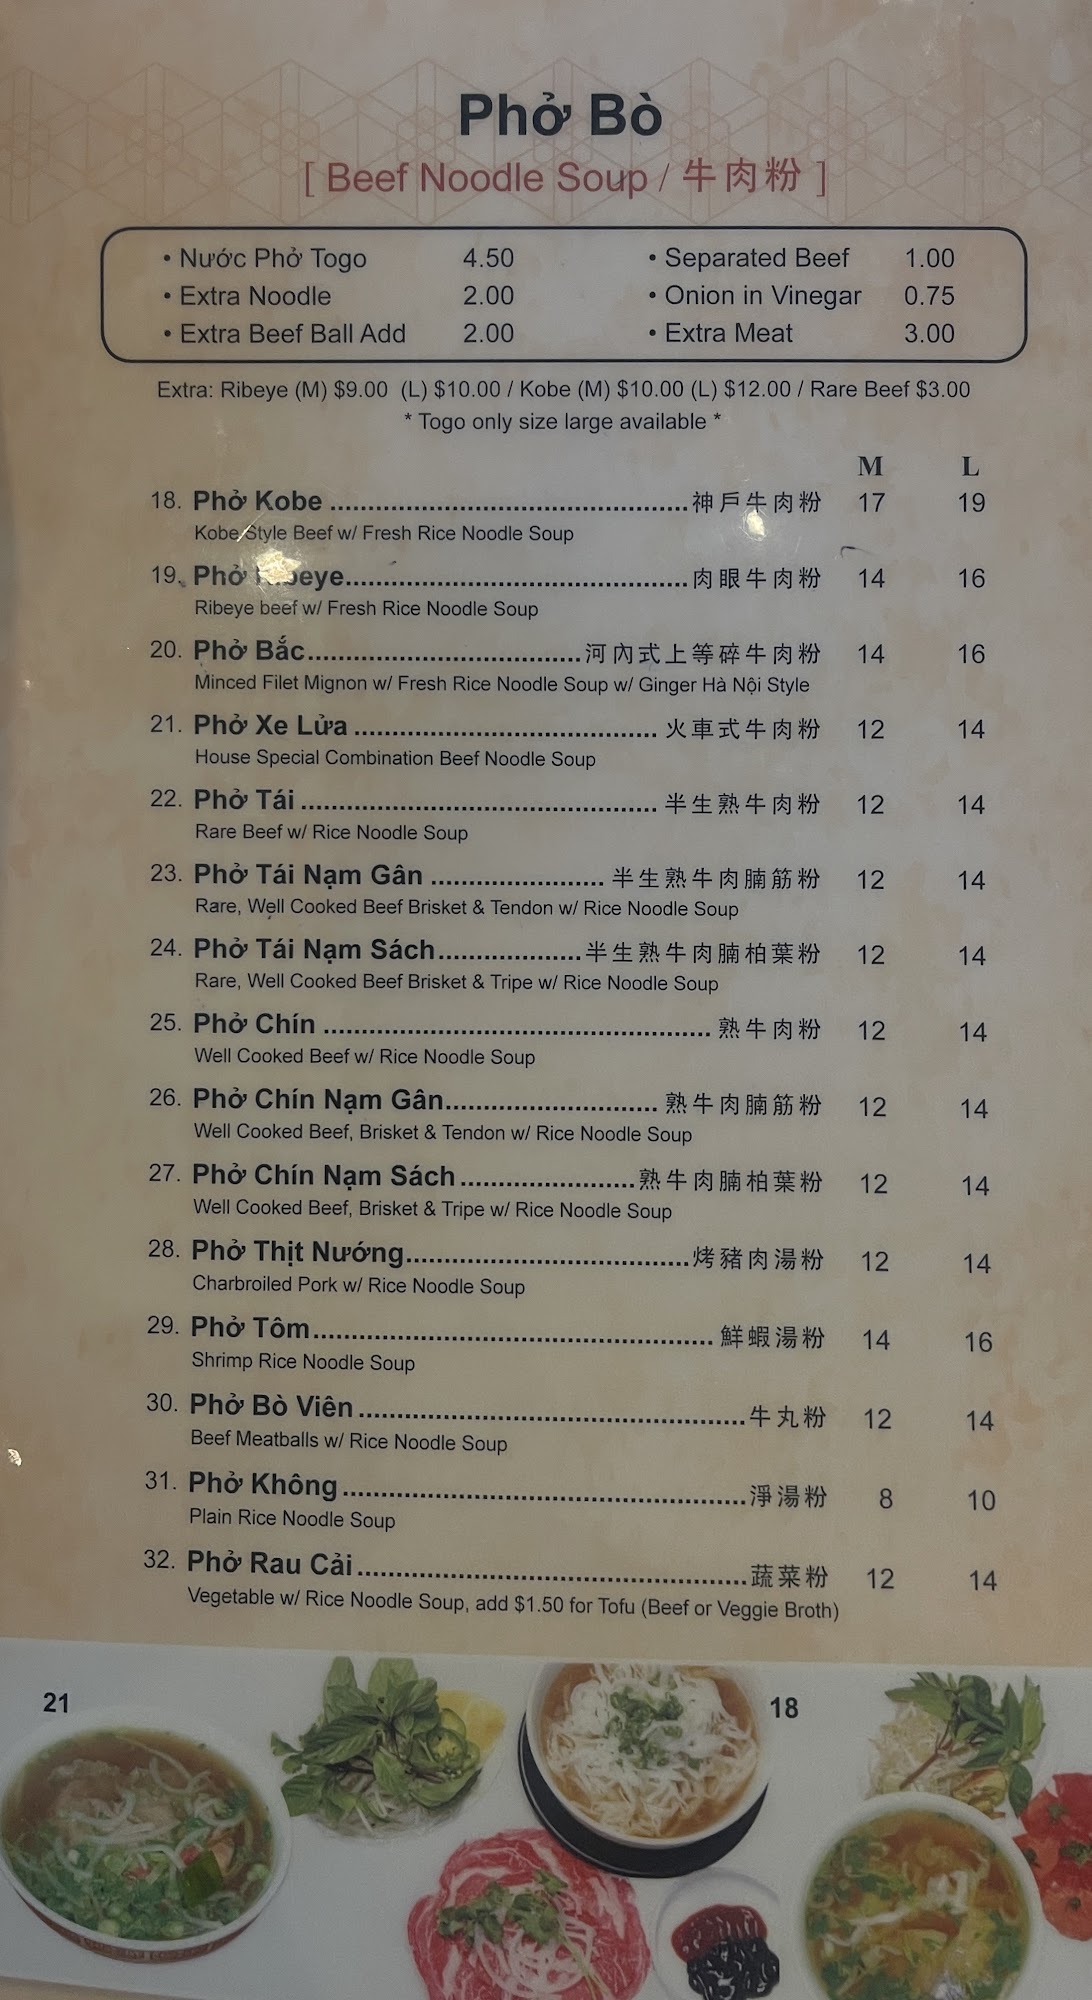 Phở Bò
[ Beef Noodle Soup / 牛肉粉 ]
• Nước Phở Togo 4.50 • Separated Beef 1.00
• Extra Noodle 2.00 • Onion in Vinegar 0.75
• Extra Beef Ball Add 2.00 • Extra Meat 3.00
Extra: Ribeye (M) $9.00 (L) $10.00 / Kobe (M) $10.00 (L) $12.00 / Rare Beef $3.00
* Togo only size large available *
M L
18. Phở Kobe ... 神戶牛肉粉 17 19
Kobe Style Beef w/ Fresh Rice Noodle Soup
19. Phở Ribeye ... 肉眼牛肉粉 14 16
Ribeye beef w/ Fresh Rice Noodle Soup
20. Phở Bắc ... 河內式上等碎牛肉粉 14 16
Minced Filet Mignon w/ Fresh Rice Noodle Soup w/ Ginger Hà Nội Style
21. Phở Xe Lửa ... 火車式牛肉粉 12 14
House Special Combination Beef Noodle Soup
22. Phở Tái ... 半生熟牛肉粉 12 14
Rare Beef w/ Rice Noodle Soup
23. Phở Tái Nạm Gân ... 半生熟牛肉腩筋粉 12 14
Rare, Well Cooked Beef Brisket & Tendon w/ Rice Noodle Soup
24. Phở Tái Nạm Sách ... 半生熟牛肉腩柏葉粉 12 14
Rare, Well Cooked Beef Brisket & Tripe w/ Rice Noodle Soup
25. Phở Chín ... 熟牛肉粉 12 14
Well Cooked Beef w/ Rice Noodle Soup
26. Phở Chín Nạm Gân ... 熟牛肉腩筋粉 12 14
Well Cooked Beef, Brisket & Tendon w/ Rice Noodle Soup
27. Phở Chín Nạm Sách ... 熟牛肉腩柏葉粉 12 14
Well Cooked Beef, Brisket & Tripe w/ Rice Noodle Soup
28. Phở Thịt Nướng ... 烤豬肉湯粉 12 14
Charbroiled Pork w/ Rice Noodle Soup
29. Phở Tôm ... 鮮蝦湯粉 14 16
Shrimp Rice Noodle Soup
30. Phở Bò Viên ... 牛丸粉 12 14
Beef Meatballs w/ Rice Noodle Soup
31. Phở Không ... 淨湯粉 8 10
Plain Rice Noodle Soup
32. Phở Rau Cải ... 蔬菜粉 12 14
Vegetable w/ Rice Noodle Soup, add $1.50 for Tofu (Beef or Veggie Broth)
21 18